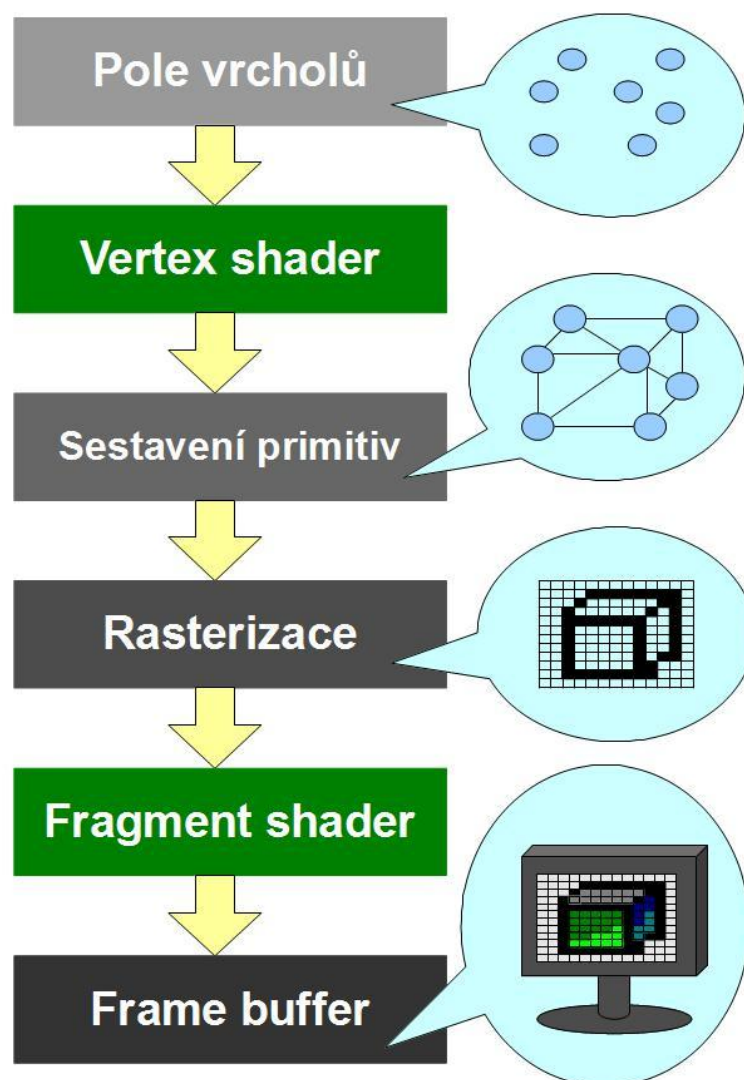 Pole vrcholů
Vertex shader
Sestavení primitiv
Rasterizace
Fragment shader
Frame buffer